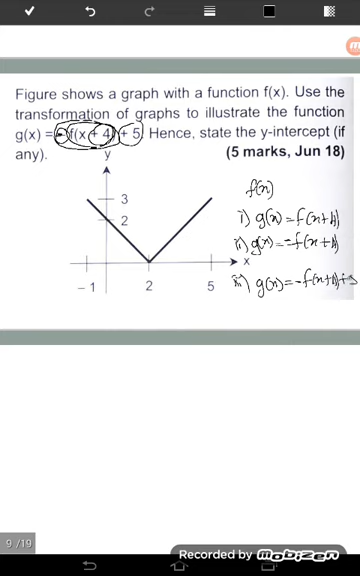 Figure shows a graph with a function f(x). Use the
transformation of graphs to illustrate the function
g(x) = - f(x + 4) + 5. Hence, state the y-intercept (if
any).
(5 marks, Jun 18)
y
3
2
x
-1
2
5
f(x)
i) g(x) = f(x+4)
ii) g(x) = -f(x+4)
iii) g(x) = -f(x+4)+5
9 /19
Recorded by Mobizen